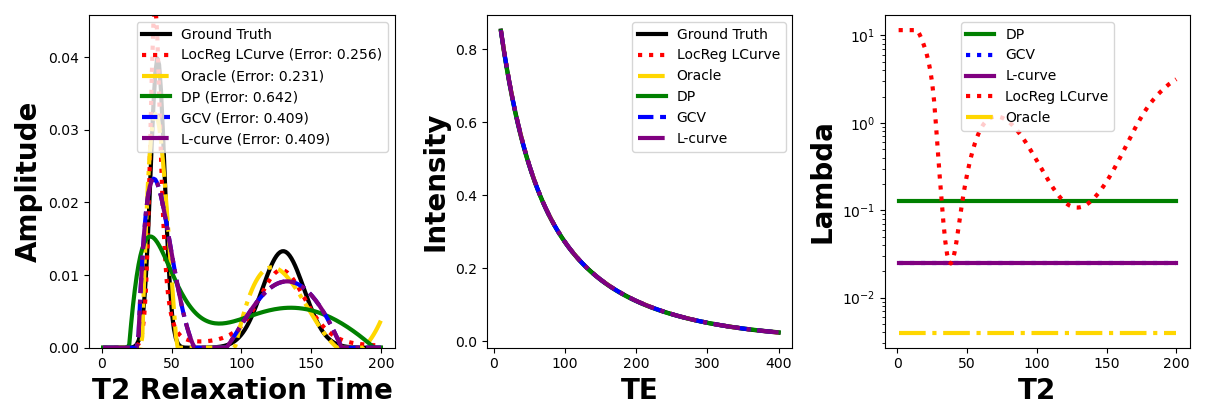 Amplitude
0.04
0.03
0.02
0.01
0.00
0
50
100
150
200
T2 Relaxation Time
Ground Truth
LocReg LCurve (Error: 0.256)
Oracle (Error: 0.231)
DP (Error: 0.642)
GCV (Error: 0.409)
L-curve (Error: 0.409)
Intensity
0.8
0.6
0.4
0.2
0.0
0
100
200
300
400
TE
Ground Truth
LocReg LCurve
Oracle
DP
GCV
L-curve
Lambda
10¹
10⁰
10⁻¹
10⁻²
0
50
100
150
200
T2
DP
GCV
L-curve
LocReg LCurve
Oracle